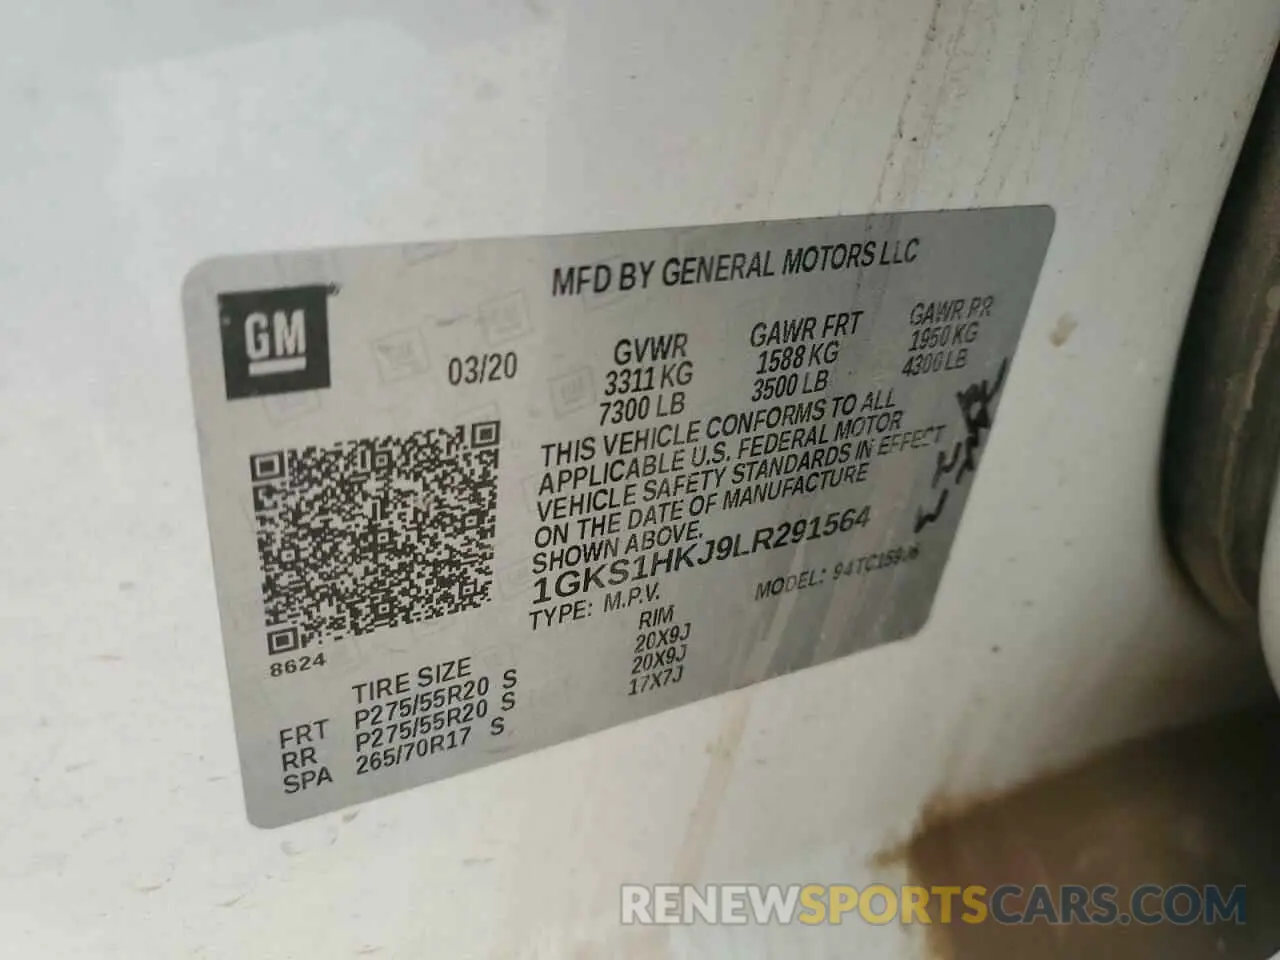 MFD BY GENERAL MOTORS LLC
GM
03/20
GVWR GAWR FRT GAWR RR
3311 KG 1588 KG 1950 KG
7300 LB 3500 LB 4300 LB
THIS VEHICLE CONFORMS TO ALL
APPLICABLE U.S. FEDERAL MOTOR
VEHICLE SAFETY STANDARDS IN EFFECT
ON THE DATE OF MANUFACTURE
SHOWN ABOVE.
1GKS1HKJ9LR291564
TYPE: M.P.V. MODEL:
8624
TIRE SIZE RIM
FRT P275/55R20 S 20X9J
RR P275/55R20 S 20X9J
SPA 265/70R17 S 17X7J
RENEWSPORTSCARS.COM